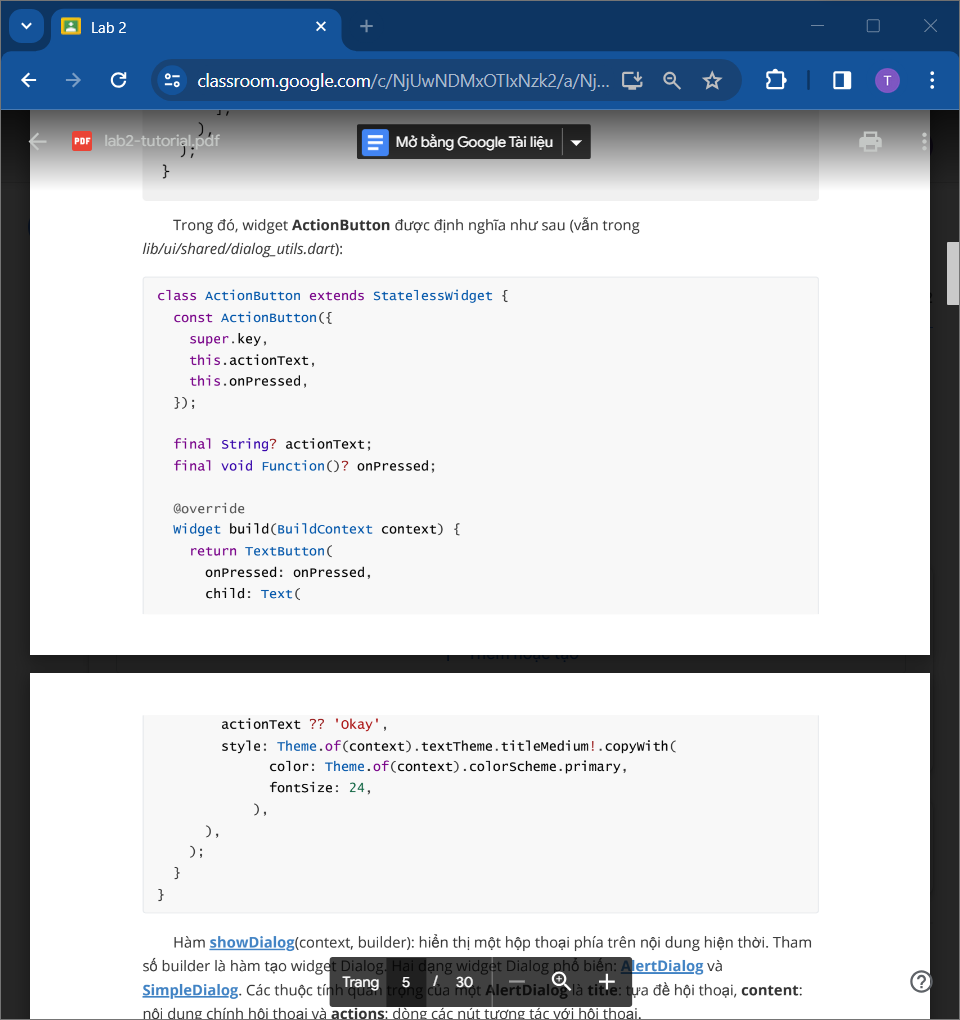 Lab 2
classroom.google.com/c/NjUwNDMxOTIxNzk2/a/Nj...
T
),
PDF lab2-tutorial.pdf
Mở bằng Google Tài liệu
);
}
Trong đó, widget ActionButton được định nghĩa như sau (vẫn trong
lib/ui/shared/dialog_utils.dart):
class ActionButton extends StatelessWidget {
const ActionButton({
super.key,
this.actionText,
this.onPressed,
});
final String? actionText;
final void Function()? onPressed;
@override
Widget build(BuildContext context) {
return TextButton(
onPressed: onPressed,
child: Text(
actionText ?? 'Okay',
style: Theme.of(context).textTheme.titleMedium!.copyWith(
color: Theme.of(context).colorScheme.primary,
fontSize: 24,
),
),
);
}
}
Hàm showDialog(context, builder): hiển thị một hộp thoại phía trên nội dung hiện thời. Tham
số builder là hàm tạo widget Dialog. Hai dạng widget Dialog phổ biến: AlertDialog và
SimpleDialog. Các thuộc tính quan trọng của một AlertDialog là title: tựa đề hội thoại, content:
nội dung chính hội thoại và actions: dòng các nút tương tác với hội thoại.
Trang 5 / 30